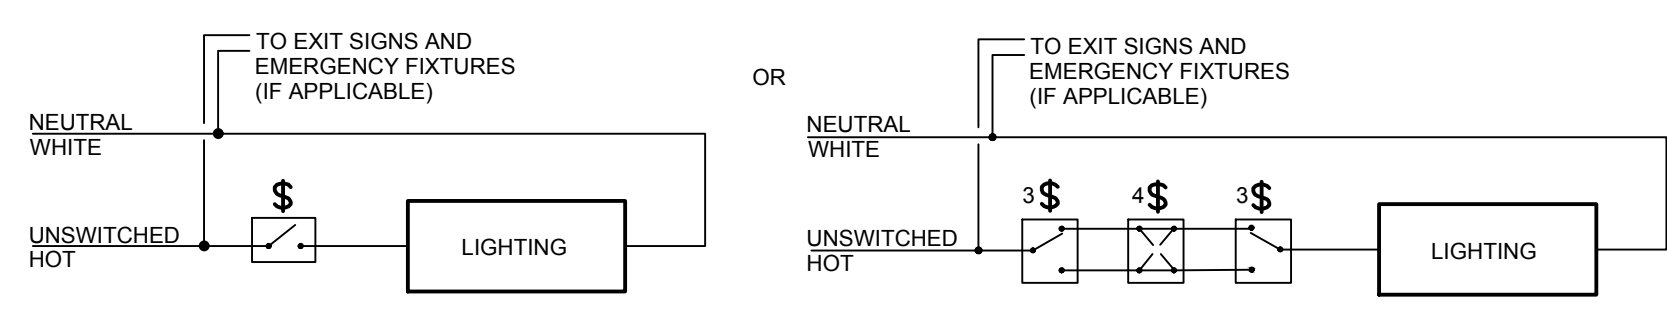 TO EXIT SIGNS AND
EMERGENCY FIXTURES
(IF APPLICABLE)
NEUTRAL
WHITE
$
UNSWITCHED
HOT
LIGHTING
OR
TO EXIT SIGNS AND
EMERGENCY FIXTURES
(IF APPLICABLE)
NEUTRAL
WHITE
3 $ 4 $ 3 $
UNSWITCHED
HOT
LIGHTING